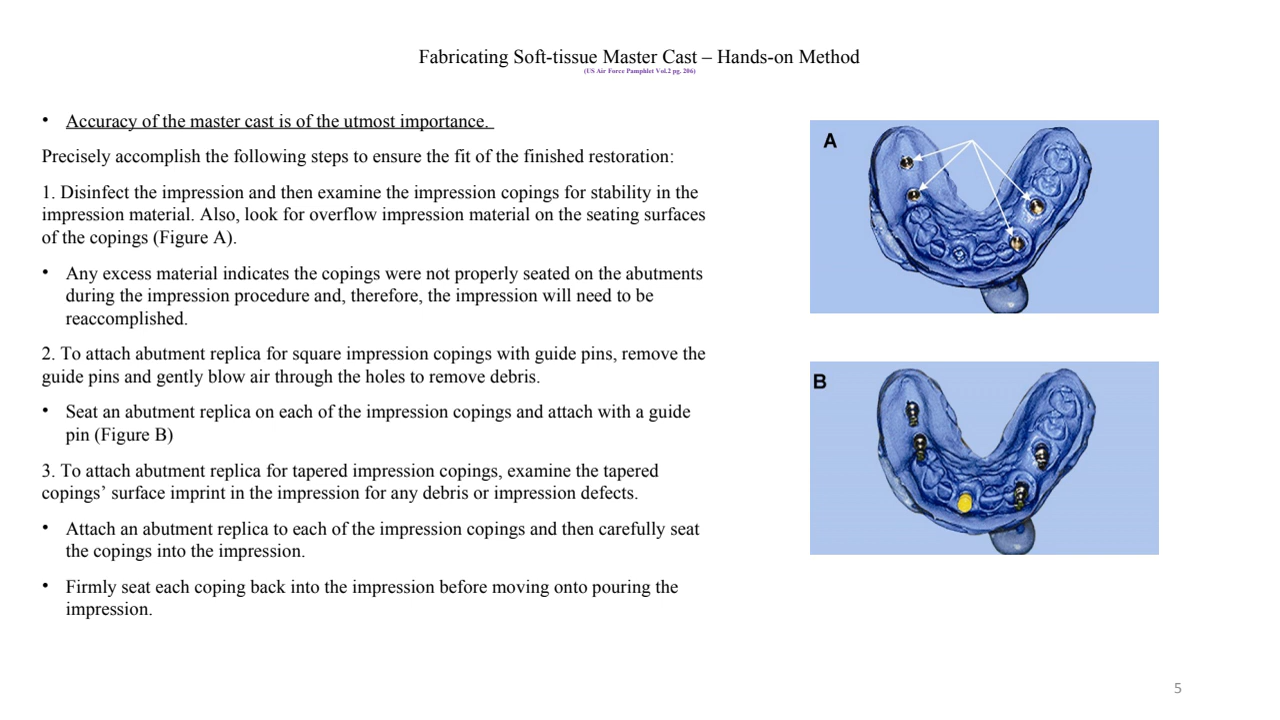 Fabricating Soft-tissue Master Cast – Hands-on Method
(US Air Force Pamphlet Vol.2 pg. 206)
• Accuracy of the master cast is of the utmost importance.
Precisely accomplish the following steps to ensure the fit of the finished restoration:
1. Disinfect the impression and then examine the impression copings for stability in the
impression material. Also, look for overflow impression material on the seating surfaces
of the copings (Figure A).
• Any excess material indicates the copings were not properly seated on the abutments
during the impression procedure and, therefore, the impression will need to be
reaccomplished.
2. To attach abutment replica for square impression copings with guide pins, remove the
guide pins and gently blow air through the holes to remove debris.
• Seat an abutment replica on each of the impression copings and attach with a guide
pin (Figure B)
3. To attach abutment replica for tapered impression copings, examine the tapered
copings’ surface imprint in the impression for any debris or impression defects.
• Attach an abutment replica to each of the impression copings and then carefully seat
the copings into the impression.
• Firmly seat each coping back into the impression before moving onto pouring the
impression.
A
B
5